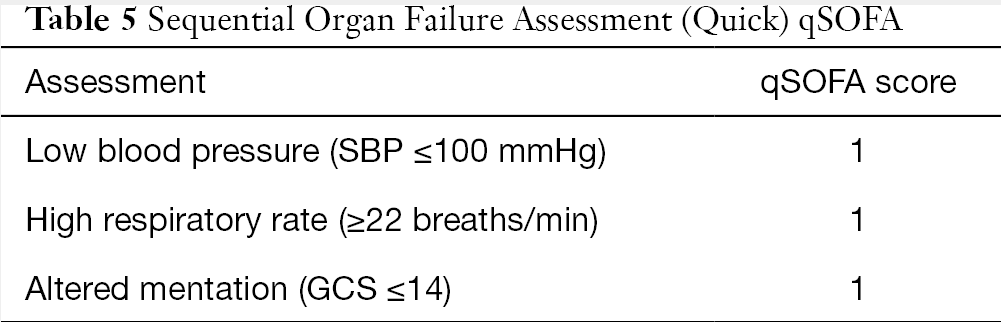 Table 5 Sequential Organ Failure Assessment (Quick) qSOFA
Assessment qSOFA score
Low blood pressure (SBP ≤100 mmHg) 1
High respiratory rate (≥22 breaths/min) 1
Altered mentation (GCS ≤14) 1